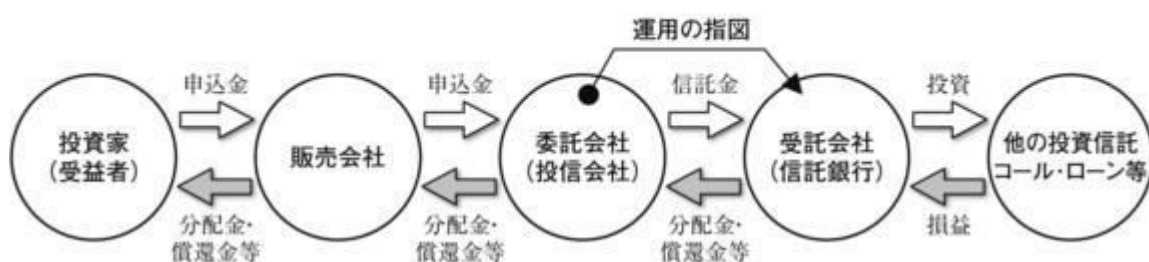 運用の指図
申込金
申込金
信託金
投資
投資家
(受益者)
販売会社
委託会社
(投信会社)
受託会社
(信託銀行)
他の投資信託
コール・ローン等
分配金・
償還金等
分配金・
償還金等
分配金・
償還金等
損益